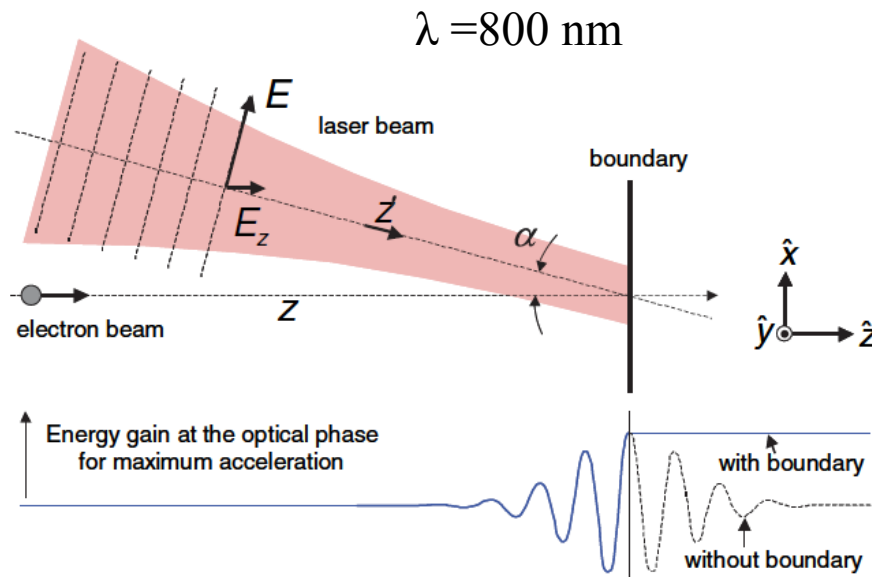 λ =800 nm
E
laser beam
boundary
E_z
z'
α
x̂
electron beam
z
ŷ
ẑ
Energy gain at the optical phase
for maximum acceleration
with boundary
without boundary